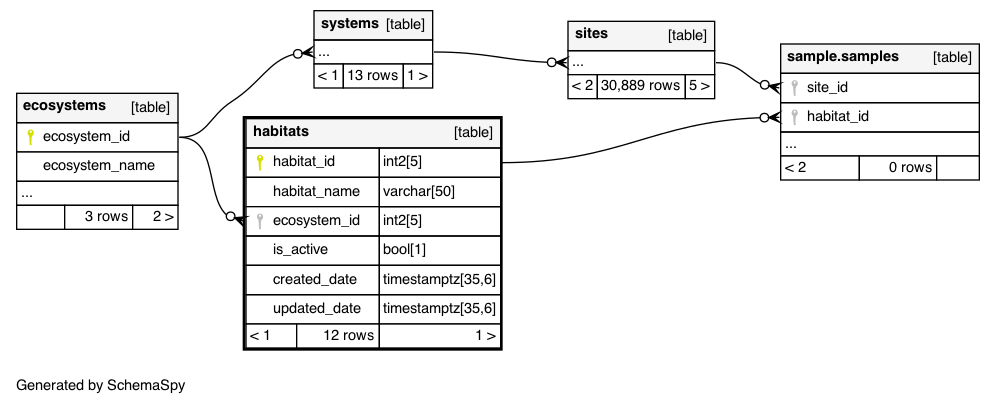 systems [table]
...
< 1 13 rows 1 >
sites [table]
...
< 2 30,889 rows 5 >
sample.samples [table]
site_id
habitat_id
...
< 2 0 rows
ecosystems [table]
ecosystem_id
ecosystem_name
...
3 rows 2 >
habitats [table]
habitat_id int2[5]
habitat_name varchar[50]
ecosystem_id int2[5]
is_active bool[1]
created_date timestamptz[35,6]
updated_date timestamptz[35,6]
< 1 12 rows 1 >
Generated by SchemaSpy